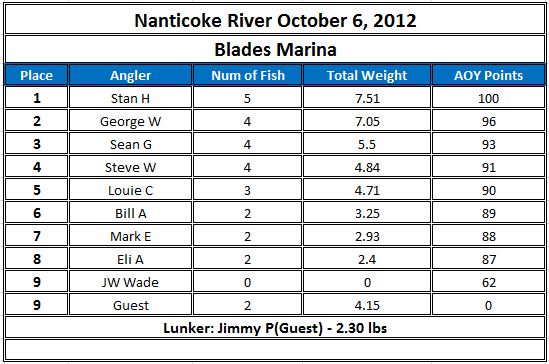 Nanticoke River October 6, 2012
Blades Marina
Place Angler Num of Fish Total Weight AOY Points
1 Stan H 5 7.51 100
2 George W 4 7.05 96
3 Sean G 4 5.5 93
4 Steve W 4 4.84 91
5 Louie C 3 4.71 90
6 Bill A 2 3.25 89
7 Mark E 2 2.93 88
8 Eli A 2 2.4 87
9 JW Wade 0 0 62
9 Guest 2 4.15 0
Lunker: Jimmy P(Guest) - 2.30 lbs